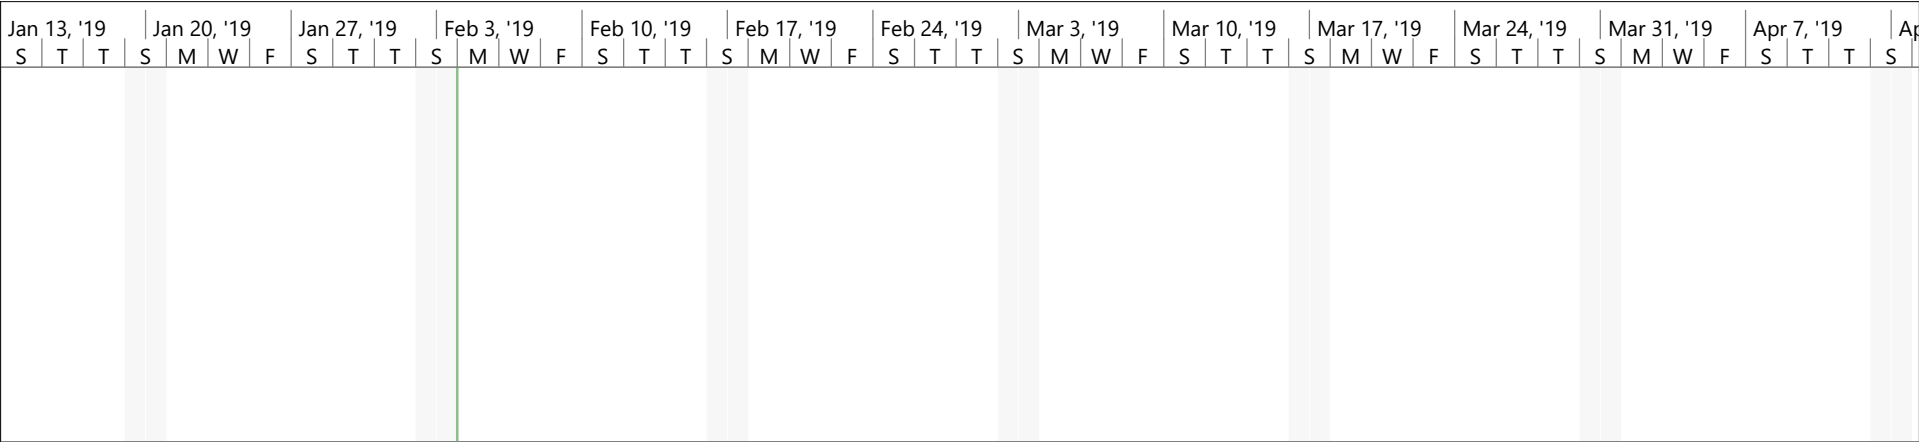 Jan 13, '19 Jan 20, '19 Jan 27, '19 Feb 3, '19 Feb 10, '19 Feb 17, '19 Feb 24, '19 Mar 3, '19 Mar 10, '19 Mar 17, '19 Mar 24, '19 Mar 31, '19 Apr 7, '19 Ap
S T T S M W F S T T S M W F S T T S M W F S T T S M W F S T T S M W F S T T S M W F S T T S